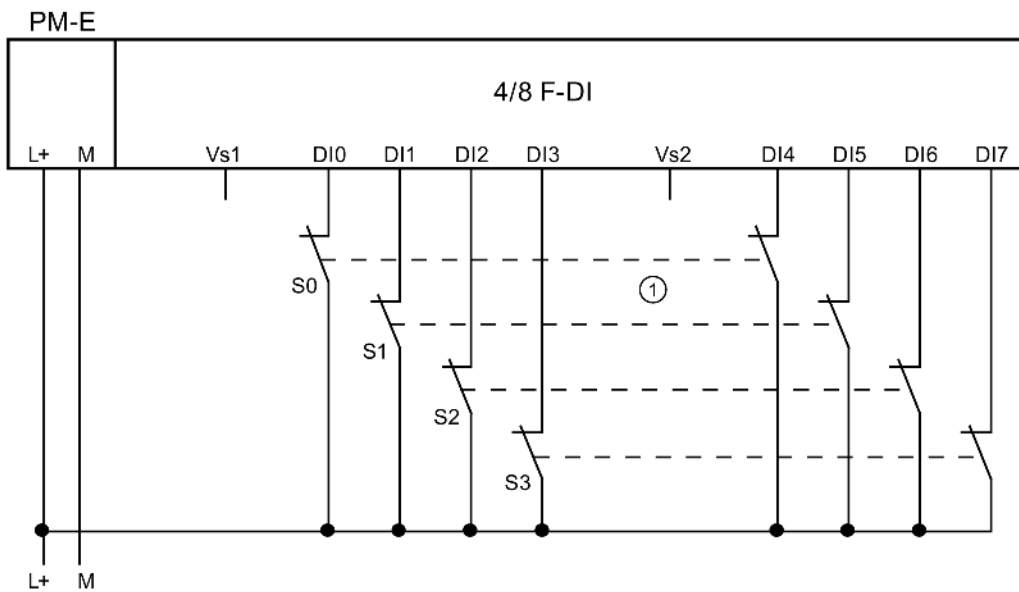 PM-E
4/8 F-DI
L+ M Vs1 DI0 DI1 DI2 DI3 Vs2 DI4 DI5 DI6 DI7
S0
1
S1
S2
S3
L+ M